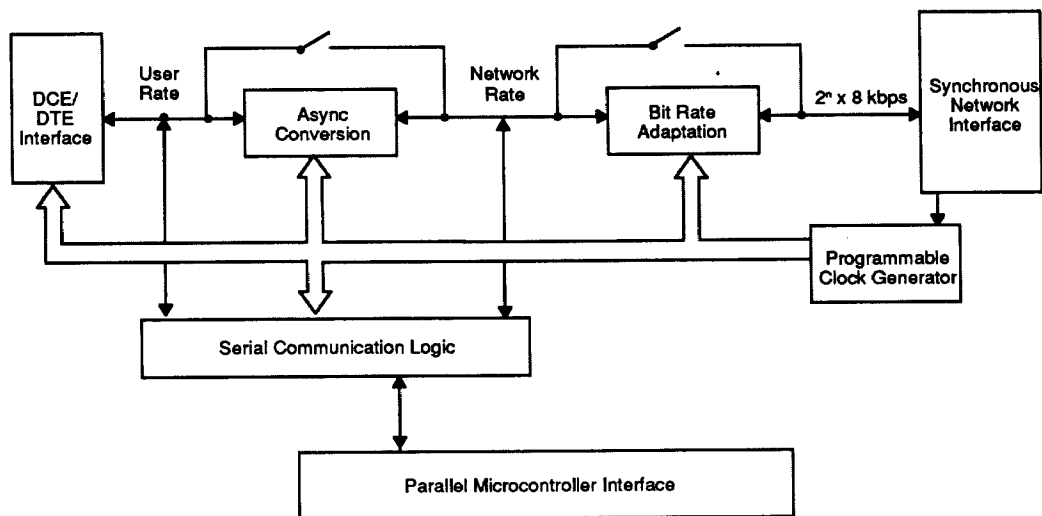 DCE/
DTE
Interface
User
Rate
Async
Conversion
Network
Rate
Bit Rate
Adaptation
2ⁿ x 8 kbps
Synchronous
Network
Interface
Programmable
Clock Generator
Serial Communication Logic
Parallel Microcontroller Interface